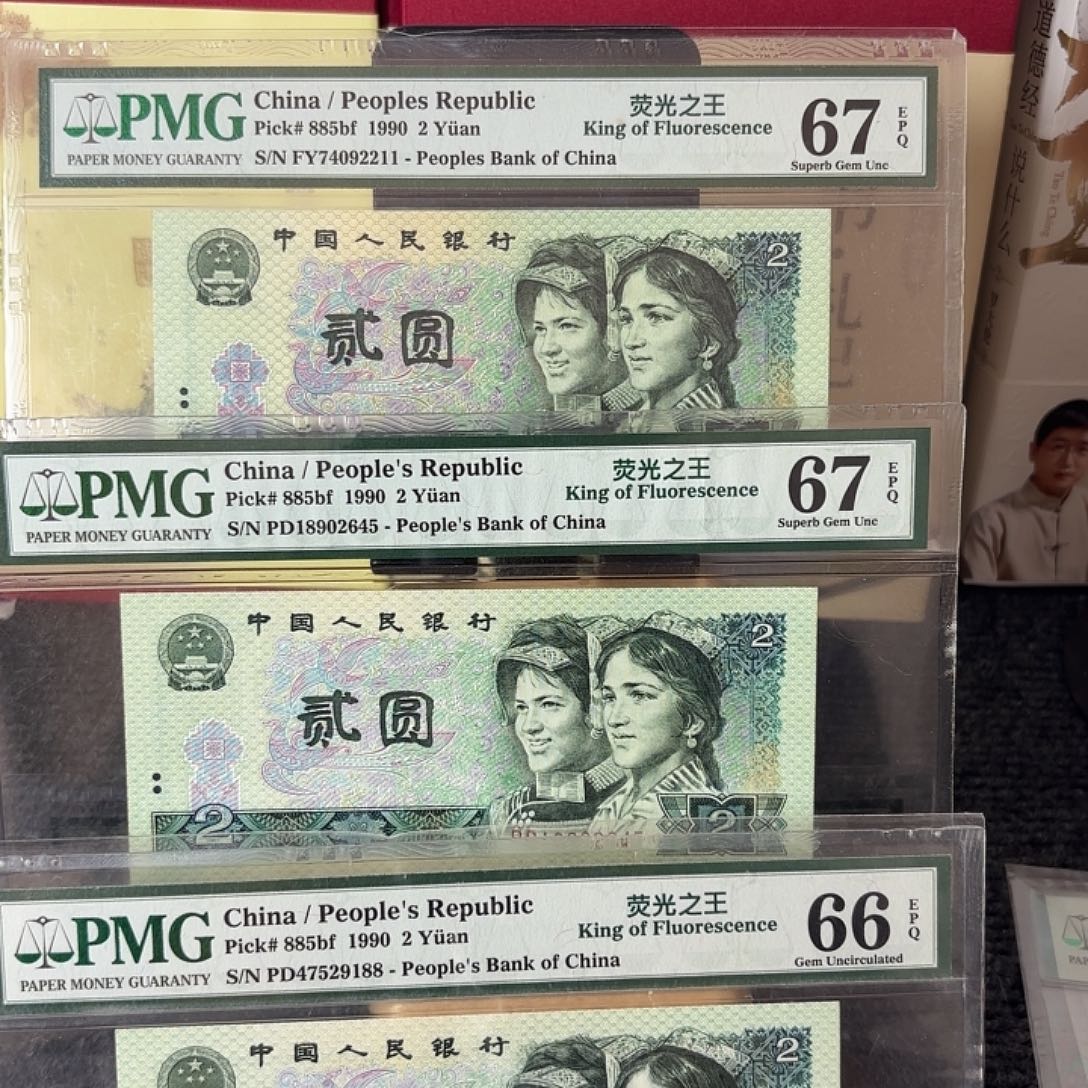 PMG
PAPER MONEY GUARANTY
China / Peoples Republic
Pick# 885bf 1990 2 Yüan
S/N FY74092211 - Peoples Bank of China
荧光之王
King of Fluorescence
67
EPQ
Superb Gem Unc
中国人民银行
贰圆
2
PMG
PAPER MONEY GUARANTY
China / People's Republic
Pick# 885bf 1990 2 Yüan
S/N PD18902645 - People's Bank of China
荧光之王
King of Fluorescence
67
EPQ
Superb Gem Unc
中国人民银行
贰圆
2
2
2
PMG
PAPER MONEY GUARANTY
China / People's Republic
Pick# 885bf 1990 2 Yüan
S/N PD47529188 - People's Bank of China
荧光之王
King of Fluorescence
66
EPQ
Gem Uncirculated
中国人民银行
2
道德经
说什么
Tao Te Ching